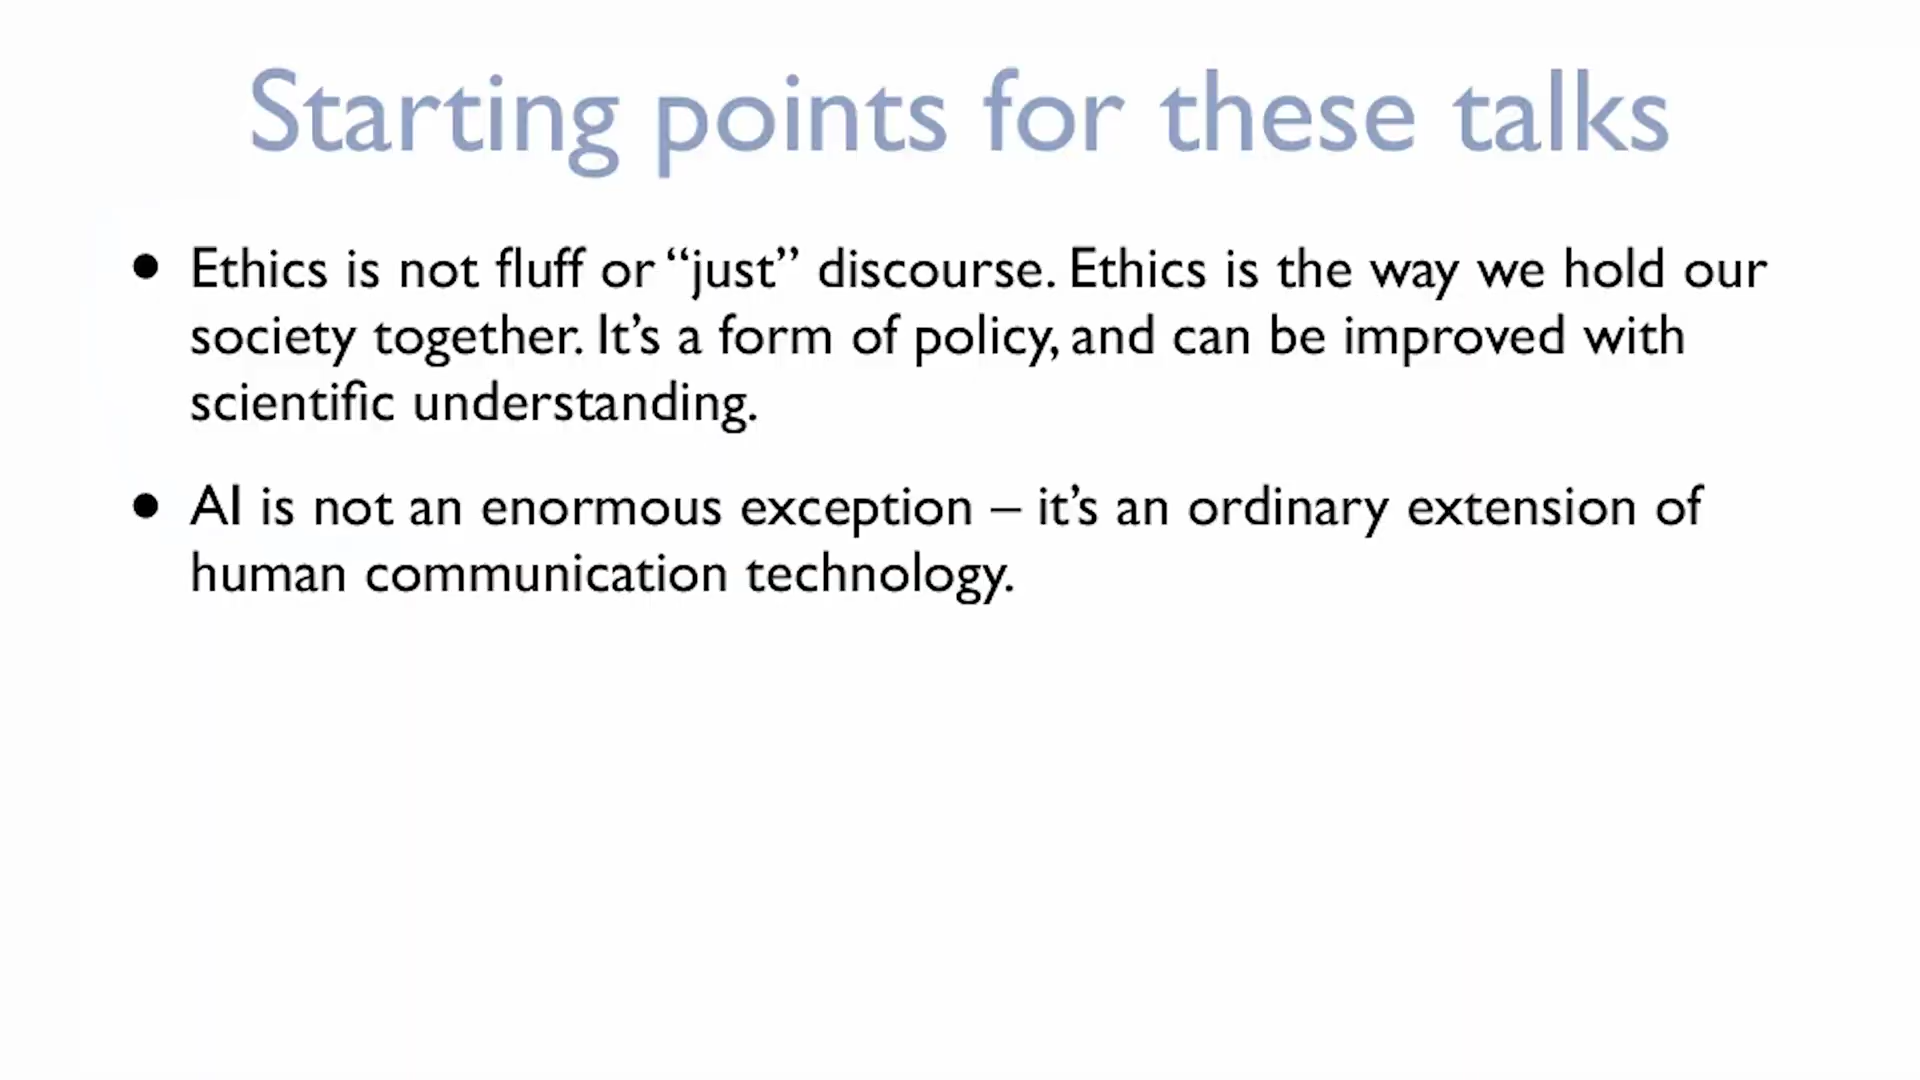 Starting points for these talks
• Ethics is not fluff or “just” discourse. Ethics is the way we hold our
society together. It’s a form of policy, and can be improved with
scientific understanding.
• AI is not an enormous exception – it’s an ordinary extension of
human communication technology.